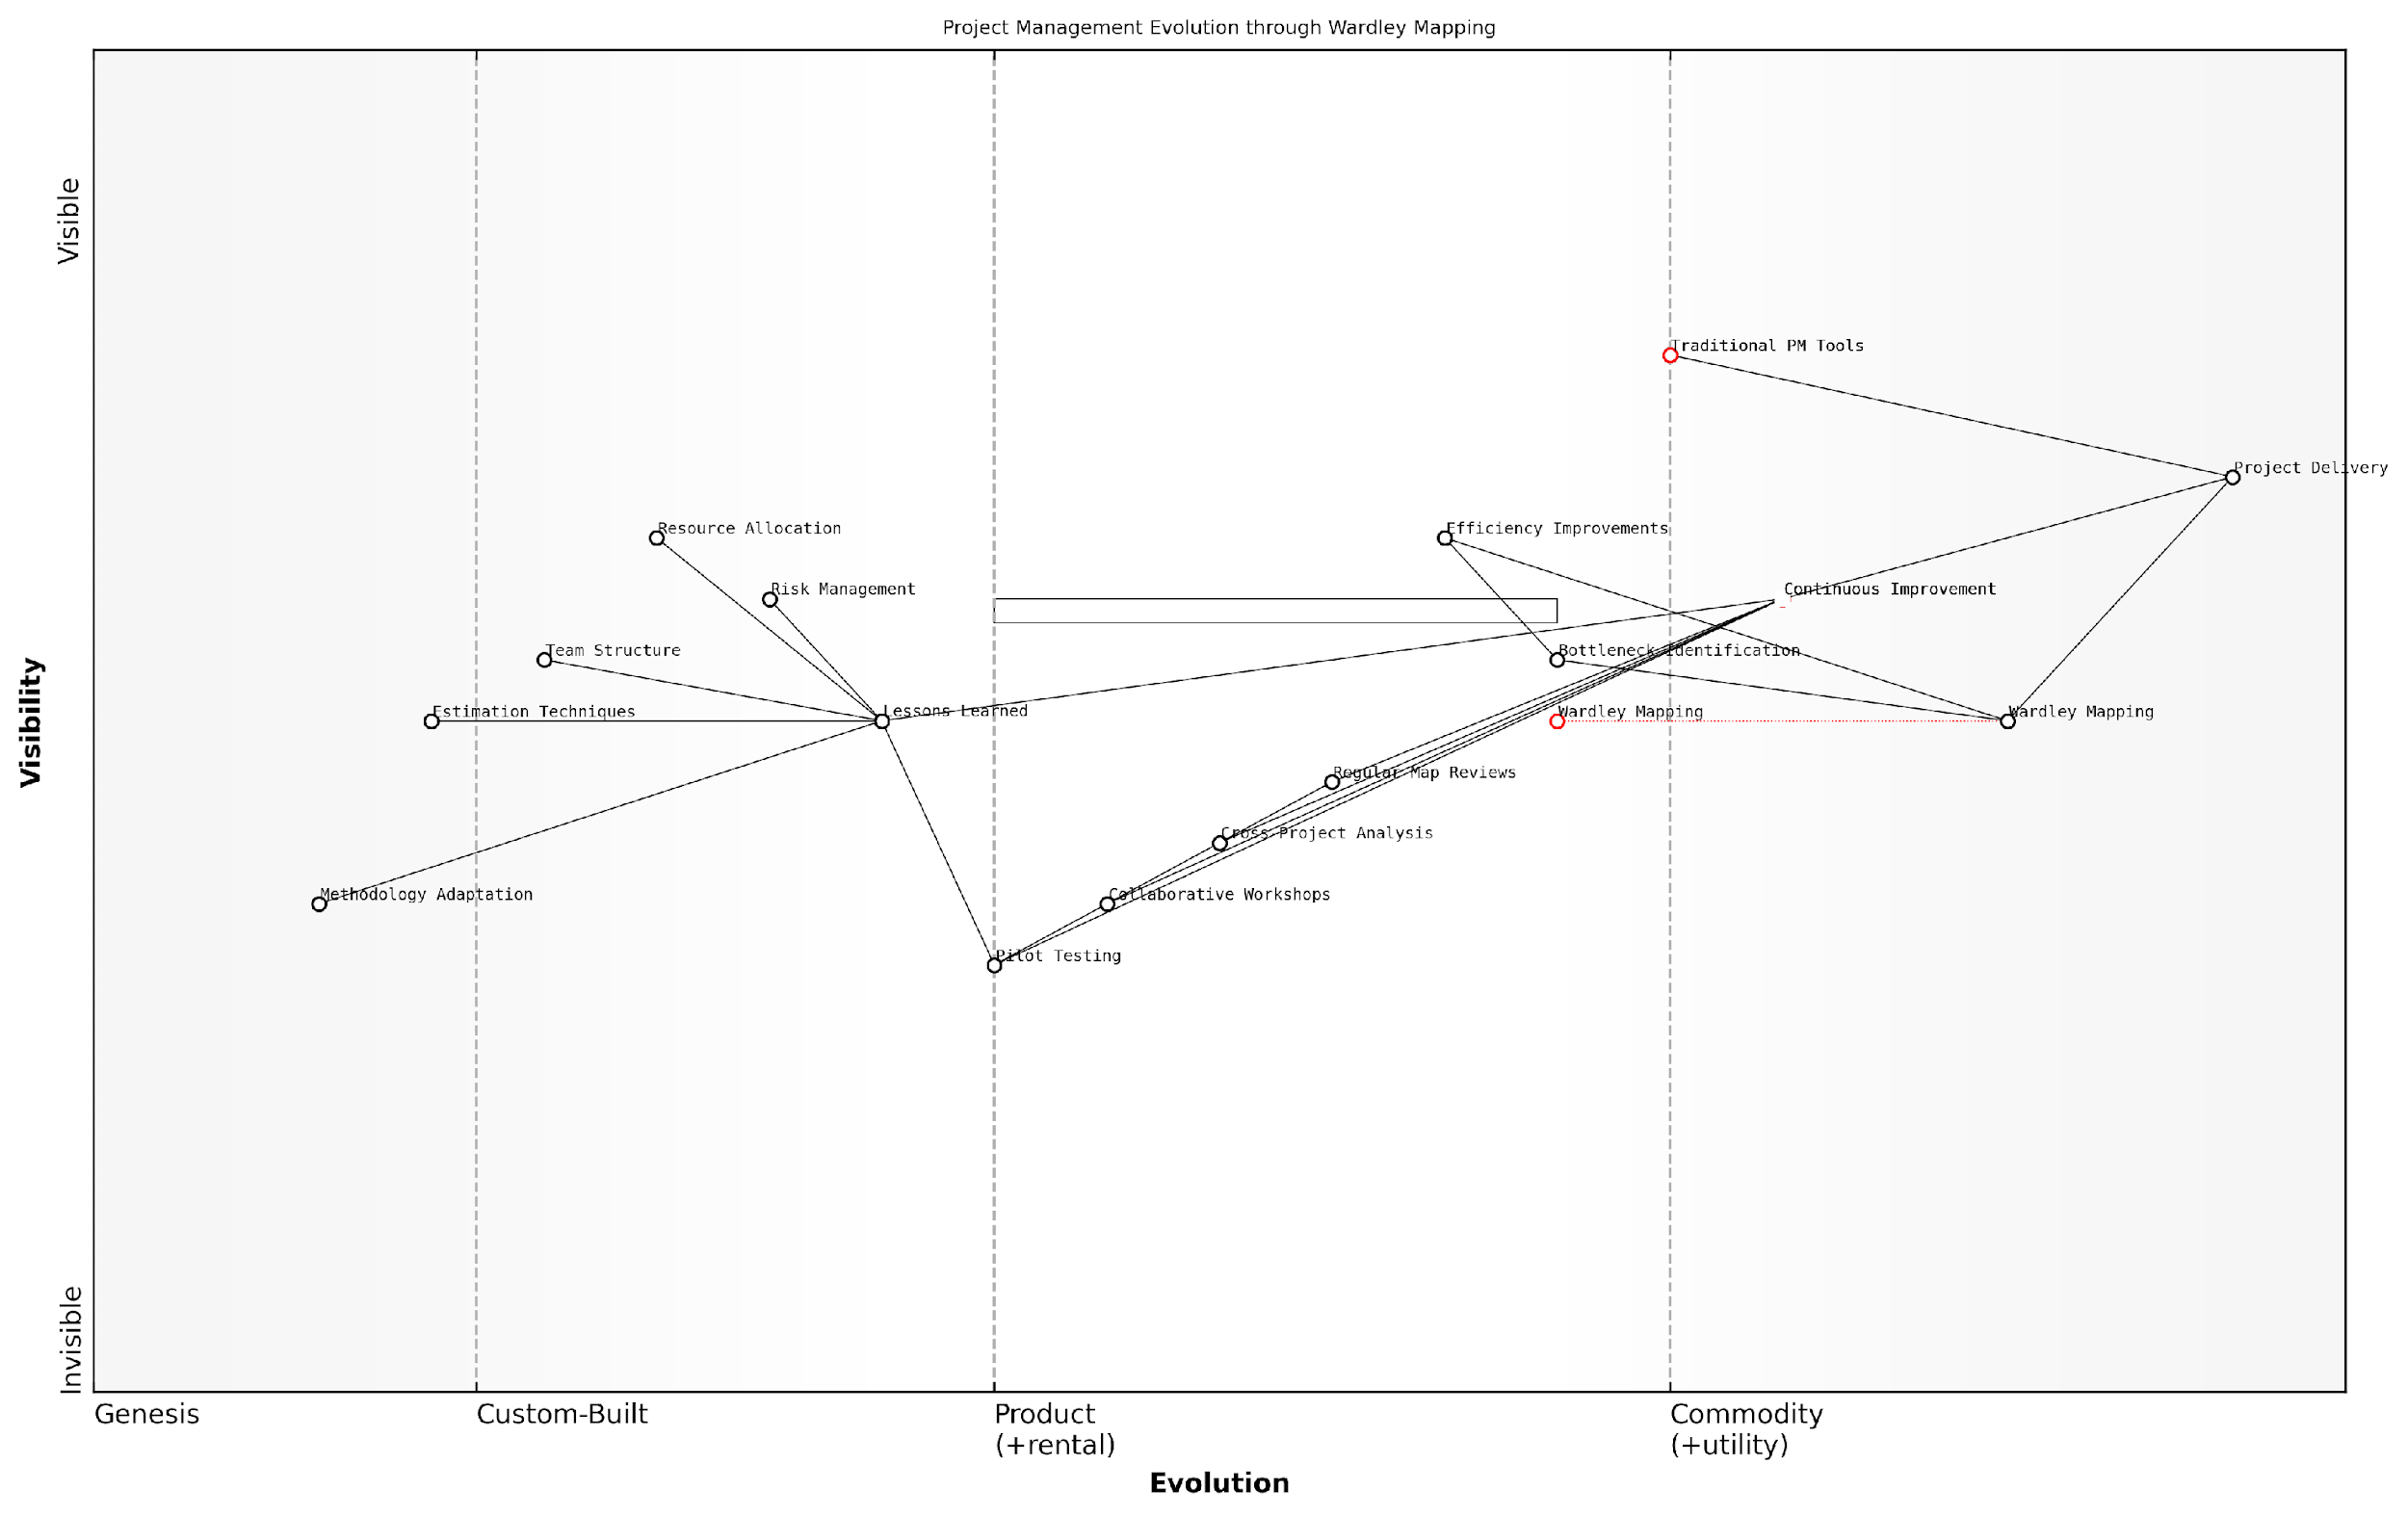 Project Management Evolution through Wardley Mapping
Visible
Traditional PM Tools
Project Delivery
Resource Allocation
Efficiency Improvements
Risk Management
Continuous Improvement
Team Structure
Bottleneck Identification
Visibility
Estimation Techniques
Lessons Learned
Wardley Mapping
Wardley Mapping
Regular Map Reviews
Cross-Project Analysis
Methodology Adaptation
Collaborative Workshops
Pilot Testing
Invisible
Genesis
Custom-Built
Product
(+rental)
Commodity
(+utility)
Evolution